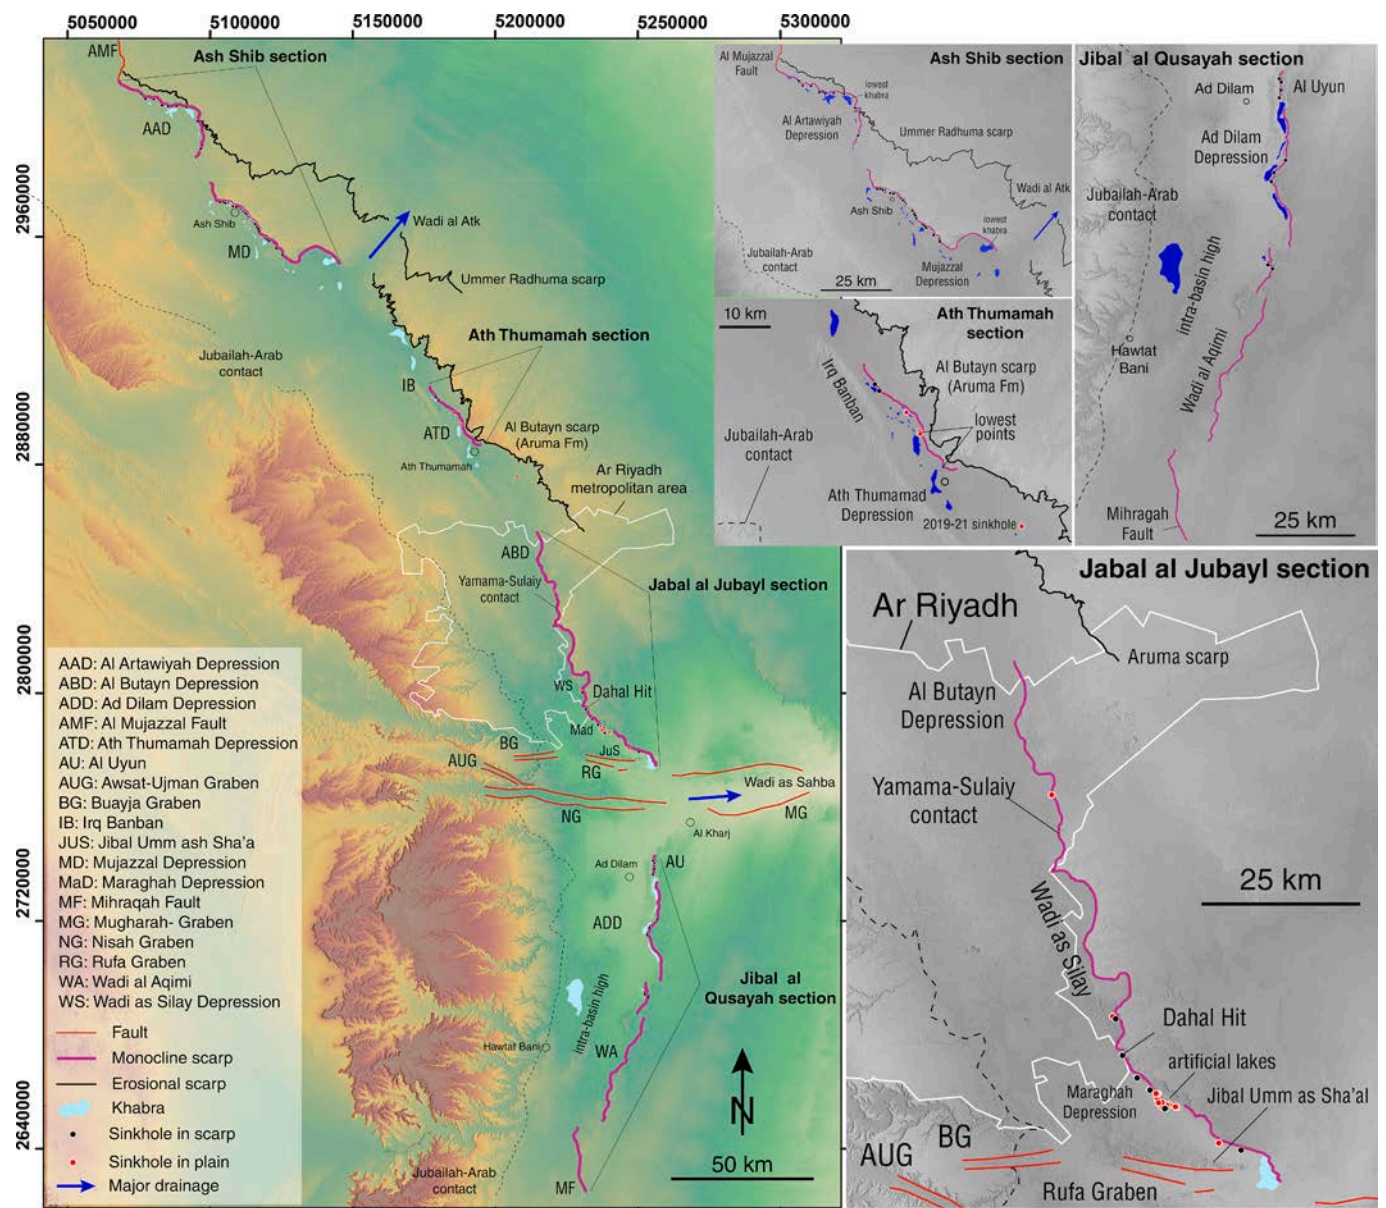 5050000
5100000
5150000
5200000
5250000
5300000
2960000
2880000
2800000
2720000
2640000
AMF
Ash Shib section
AAD
Ash Shib
MD
Wadi al Atk
Ummer Radhuma scarp
Ath Thumamah section
Jubailah-Arab
contact
IB
ATD
Al Butayn scarp
(Aruma Fm)
Ath Thumamah
Ar Riyadh
metropolitan area
ABD
Yamama-Sulaiy
contact
Jabal al Jubayl section
WS
Dahal Hit
Mad
JuS
BG
AUG
RG
Wadi as Sahba
NG
MG
Al Kharj
Ad Dilam
AU
ADD
Jibal al
Qusayah section
intra-basin high
Hawtat Bani
WA
N
50 km
Jubailah-Arab
contact
MF
AAD: Al Artawiyah Depression
ABD: Al Butayn Depression
ADD: Ad Dilam Depression
AMF: Al Mujazzal Fault
ATD: Ath Thumamah Depression
AU: Al Uyun
AUG: Awsat-Ujman Graben
BG: Buayja Graben
IB: Irq Banban
JUS: Jibal Umm ash Sha'a
MD: Mujazzal Depression
MaD: Maraghah Depression
MF: Mihraqah Fault
MG: Mugharah- Graben
NG: Nisah Graben
RG: Rufa Graben
WA: Wadi al Aqimi
WS: Wadi as Silay Depression
Fault
Monocline scarp
Erosional scarp
Khabra
Sinkhole in scarp
Sinkhole in plain
Major drainage
Al Mujazzal
Fault
Ash Shib section
lowest
khabra
Al Artawiyah
Depression
Ummer Radhuma scarp
Wadi al Atk
Ash Shib
lowest
khabra
Jubailah-Arab
contact
Mujazzal
Depression
25 km
10 km
Ath Thumamah
section
Irq Banban
Al Butayn scarp
(Aruma Fm)
lowest
points
Jubailah-Arab
contact
Ath Thumamad
Depression
2019-21 sinkhole
Jibal al Qusayah section
Ad Dilam
Al Uyun
Ad Dilam
Depression
Jubailah-Arab
contact
intra-basin high
Hawtat
Bani
Wadi al Aqimi
Mihragah
Fault
25 km
Jabal al Jubayl section
Ar Riyadh
Aruma scarp
Al Butayn
Depression
Yamama-Sulaiy
contact
25 km
Wadi as Silay
Dahal Hit
artificial lakes
Maraghah
Depression
Jibal Umm as Sha'al
BG
AUG
Rufa Graben